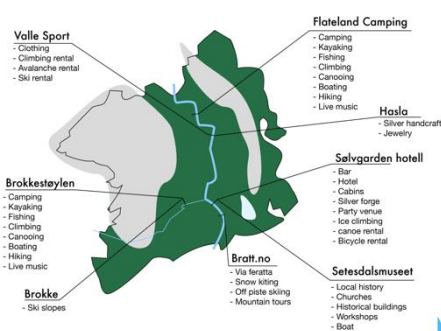 Valle Sport
- Clothing
- Climbing rental
- Avalanche rental
- Ski rental
Flateland Camping
- Camping
- Kayaking
- Fishing
- Climbing
- Canooing
- Boating
- Hiking
- Live music
Hasla
- Silver handcraft
- Jewelry
Sølvgarden hotell
- Bar
- Hotel
- Cabins
- Silver forge
- Party venue
- Ice climbing
- canoe rental
- Bicycle rental
Brokkestøylen
- Camping
- Kayaking
- Fishing
- Climbing
- Canooing
- Boating
- Hiking
- Live music
Bratt.no
- Via feratta
- Snow kiting
- Off piste skiing
- Mountain tours
Setesdalsmuseet
- Local history
- Churches
- Historical buildings
- Workshops
- Boat
Brokke
- Ski slopes